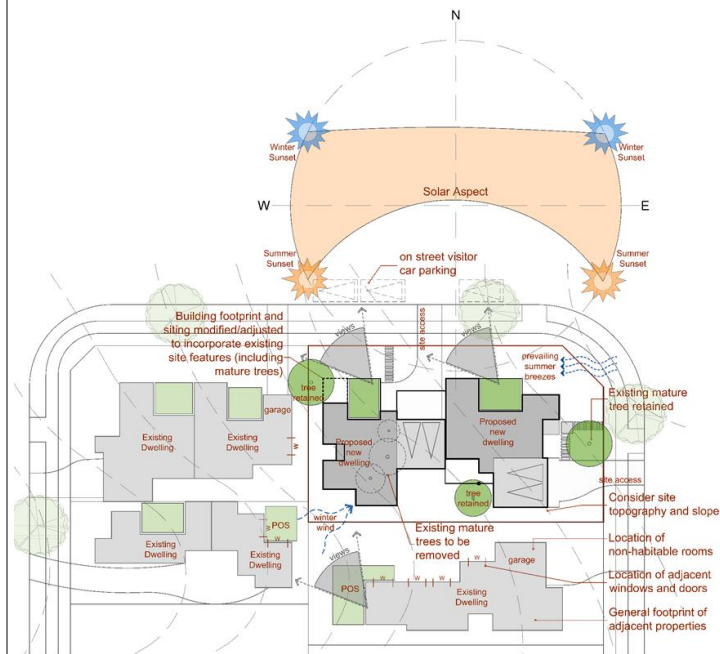 N
Winter
Sunset
Winter
Sunset
Solar Aspect
W
E
Summer
Sunset
Summer
Sunset
on street visitor
car parking
Building footprint and
siting modified/adjusted
to incorporate existing
site features (including
mature trees)
views
site access
views
prevailing
summer
breezes
tree
retained
Existing mature
tree retained
garage
Existing
Dwelling
Existing
Dwelling
w
Proposed
new
dwelling
Proposed
new
dwelling
site access
tree
retained
Consider site
topography and slope
POS
w
w
winter
wind
Existing mature
trees to be
removed
Existing
Dwelling
Existing
Dwelling
views
Location of
non-habitable rooms
garage
w
Location of adjacent
windows and doors
POS
w
w
w
w
Existing
Dwelling
General footprint of
adjacent properties